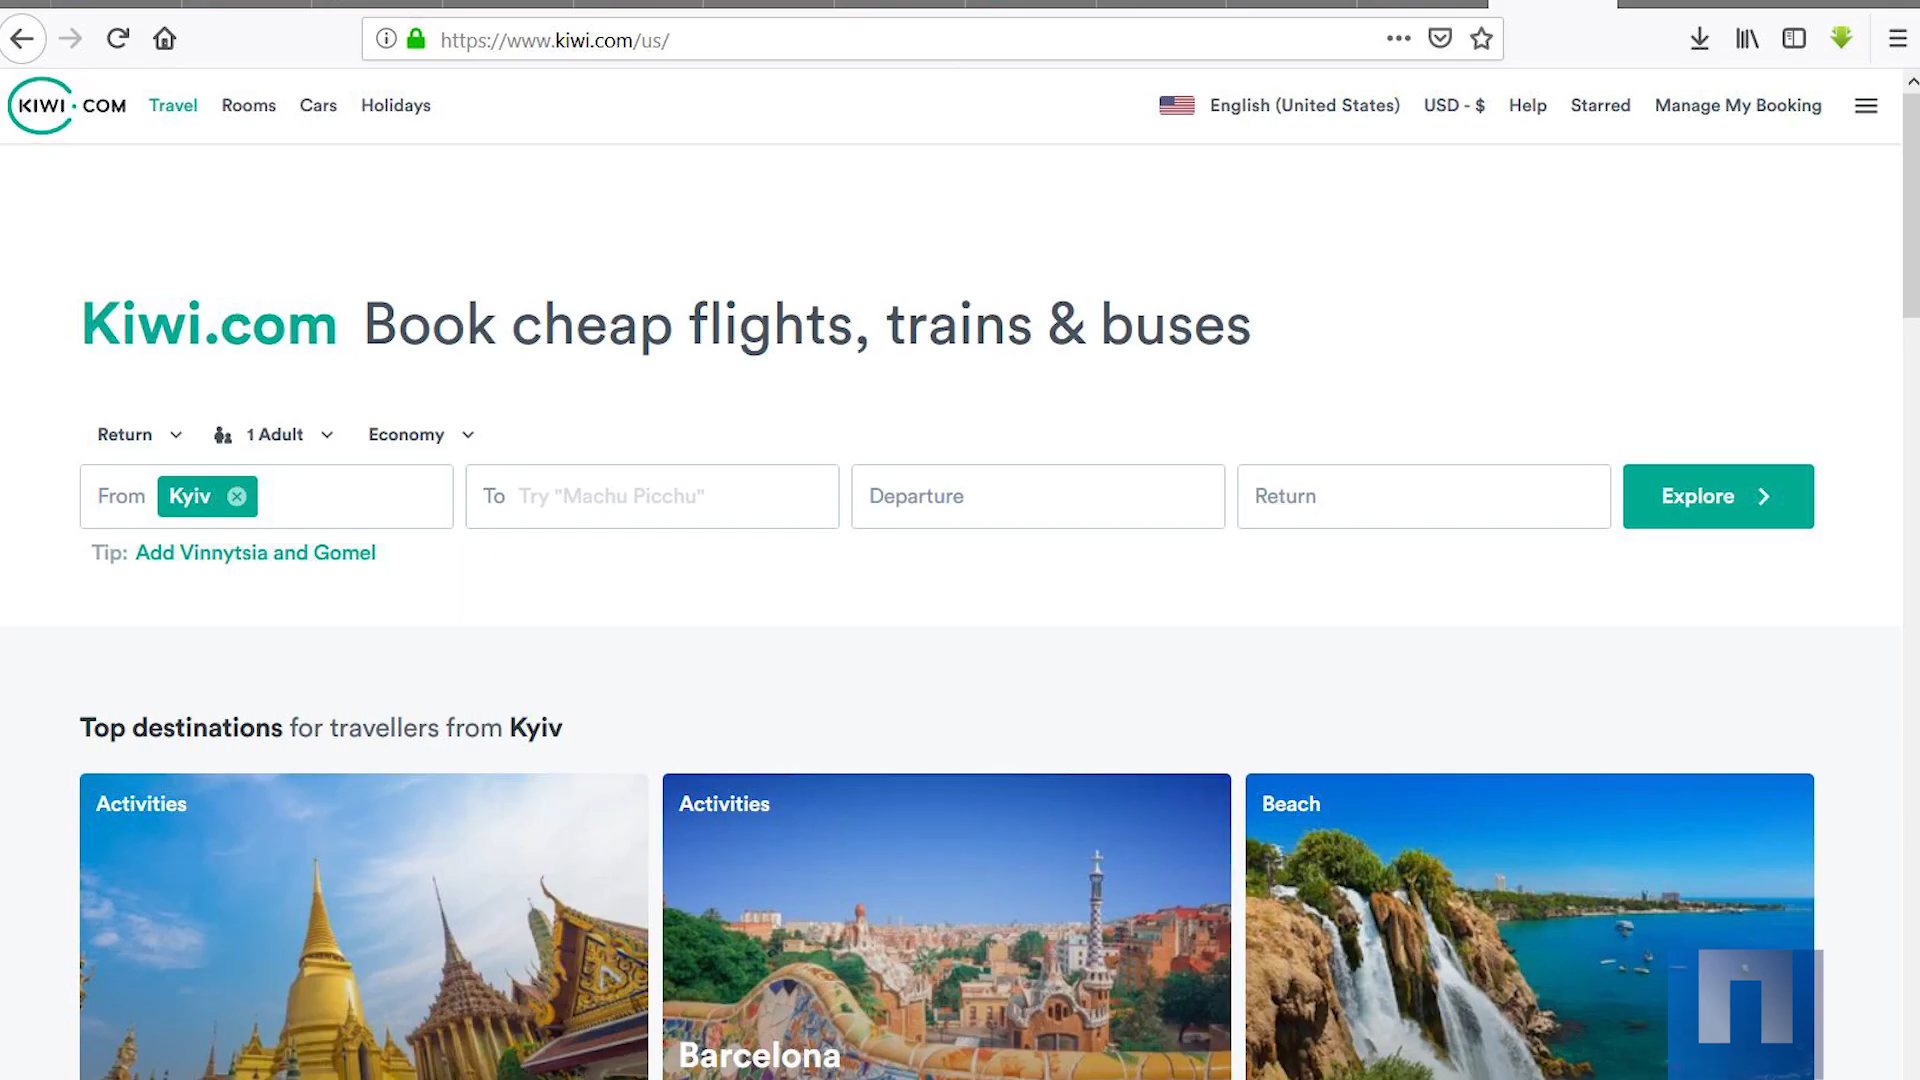 https://www.kiwi.com/us/
KIWI·COM Travel Rooms Cars Holidays English (United States) USD - $ Help Starred Manage My Booking
Kiwi.com Book cheap flights, trains & buses
Return 1 Adult Economy
From Kyiv To Try "Machu Picchu" Departure Return Explore
Tip: Add Vinnytsia and Gomel
Top destinations for travellers from Kyiv
Activities Activities Beach
Barcelona